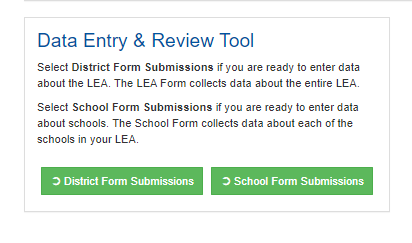 Data Entry & Review Tool
Select District Form Submissions if you are ready to enter data
about the LEA. The LEA Form collects data about the entire LEA.
Select School Form Submissions if you are ready to enter data
about schools. The School Form collects data about each of the
schools in your LEA.
District Form Submissions
School Form Submissions